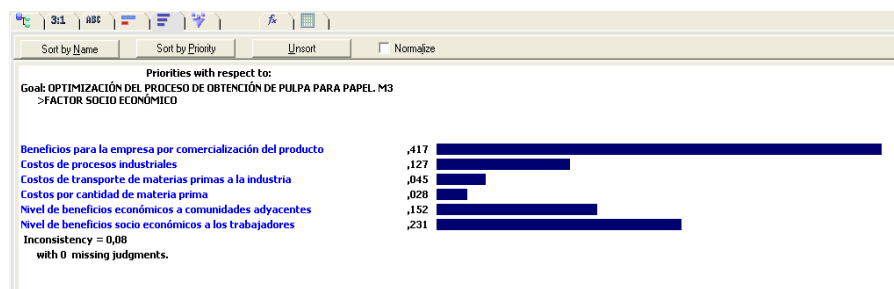 3:1 ABC fx
Sort by Name Sort by Priority Unsort Normalize
Priorities with respect to:
Goal: OPTIMIZACIÓN DEL PROCESO DE OBTENCIÓN DE PULPA PARA PAPEL. M3
>FACTOR SOCIO ECONÓMICO
Beneficios para la empresa por comercialización del producto ,417
Costos de procesos industriales ,127
Costos de transporte de materias primas a la industria ,045
Costos por cantidad de materia prima ,028
Nivel de beneficios económicos a comunidades adyacentes ,152
Nivel de beneficios socio económicos a los trabajadores ,231
Inconsistency = 0,08
with 0 missing judgments.